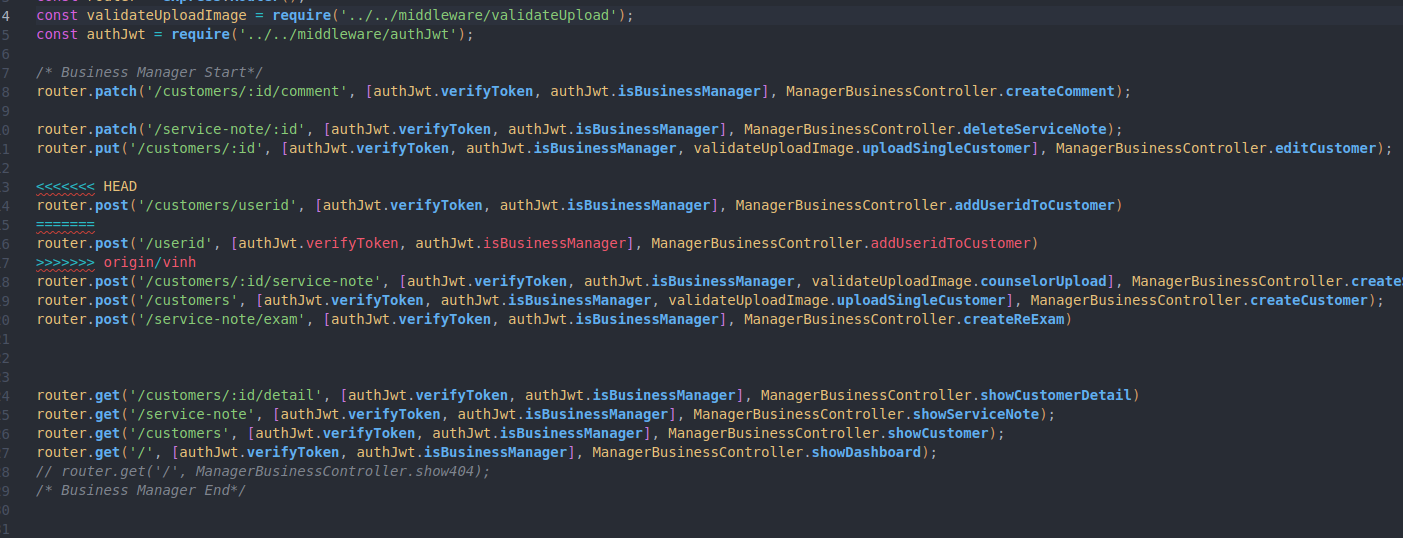 const router = express.Router();
4 const validateUploadImage = require('../../middleware/validateUpload');
5 const authJwt = require('../../middleware/authJwt');
6
7 /* Business Manager Start*/
8 router.patch('/customers/:id/comment', [authJwt.verifyToken, authJwt.isBusinessManager], ManagerBusinessController.createComment);
9
0 router.patch('/service-note/:id', [authJwt.verifyToken, authJwt.isBusinessManager], ManagerBusinessController.deleteServiceNote);
1 router.put('/customers/:id', [authJwt.verifyToken, authJwt.isBusinessManager, validateUploadImage.uploadSingleCustomer], ManagerBusinessController.editCustomer);
2
3 <<<<<<< HEAD
4 router.post('/customers/userid', [authJwt.verifyToken, authJwt.isBusinessManager], ManagerBusinessController.addUseridToCustomer)
5 =======
6 router.post('/userid', [authJwt.verifyToken, authJwt.isBusinessManager], ManagerBusinessController.addUseridToCustomer)
7 >>>>>>> origin/vinh
8 router.post('/customers/:id/service-note', [authJwt.verifyToken, authJwt.isBusinessManager, validateUploadImage.counselorUpload], ManagerBusinessController.create
9 router.post('/customers', [authJwt.verifyToken, authJwt.isBusinessManager, validateUploadImage.uploadSingleCustomer], ManagerBusinessController.createCustomer);
0 router.post('/service-note/exam', [authJwt.verifyToken, authJwt.isBusinessManager], ManagerBusinessController.createReExam)
1
2
3
4 router.get('/customers/:id/detail', [authJwt.verifyToken, authJwt.isBusinessManager], ManagerBusinessController.showCustomerDetail)
5 router.get('/service-note', [authJwt.verifyToken, authJwt.isBusinessManager], ManagerBusinessController.showServiceNote);
6 router.get('/customers', [authJwt.verifyToken, authJwt.isBusinessManager], ManagerBusinessController.showCustomer);
7 router.get('/', [authJwt.verifyToken, authJwt.isBusinessManager], ManagerBusinessController.showDashboard);
8 // router.get('/', ManagerBusinessController.show404);
9 /* Business Manager End*/
0
1